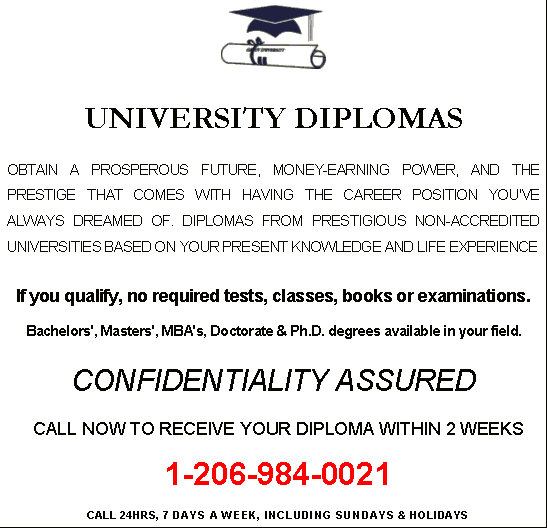 UNIVERSITY DIPLOMAS
OBTAIN A PROSPEROUS FUTURE, MONEY-EARNING POWER, AND THE
PRESTIGE THAT COMES WITH HAVING THE CAREER POSITION YOU'VE
ALWAYS DREAMED OF. DIPLOMAS FROM PRESTIGIOUS NON-ACCREDITED
UNIVERSITIES BASED ON YOUR PRESENT KNOWLEDGE AND LIFE EXPERIENCE
If you qualify, no required tests, classes, books or examinations.
Bachelors', Masters', MBA's, Doctorate & Ph.D. degrees available in your field.
CONFIDENTIALITY ASSURED
CALL NOW TO RECEIVE YOUR DIPLOMA WITHIN 2 WEEKS
1-206-984-0021
CALL 24HRS, 7 DAYS A WEEK, INCLUDING SUNDAYS & HOLIDAYS